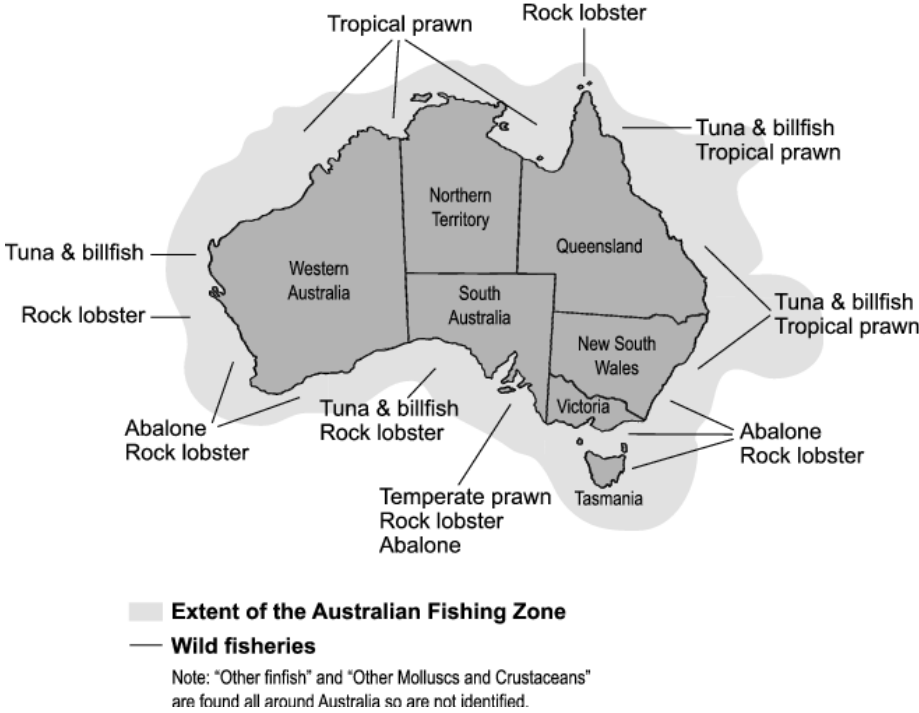 Tropical prawn
Rock lobster
Tuna & billfish
Tropical prawn
Northern
Territory
Queensland
Tuna & billfish
Western
Australia
South
Australia
Rock lobster
Tuna & billfish
Tropical prawn
New South
Wales
Victoria
Abalone
Rock lobster
Tuna & billfish
Rock lobster
Abalone
Rock lobster
Temperate prawn
Rock lobster
Abalone
Tasmania
Extent of the Australian Fishing Zone
Wild fisheries
Note: “Other finfish” and “Other Molluscs and Crustaceans”
are found all around Australia so are not identified.